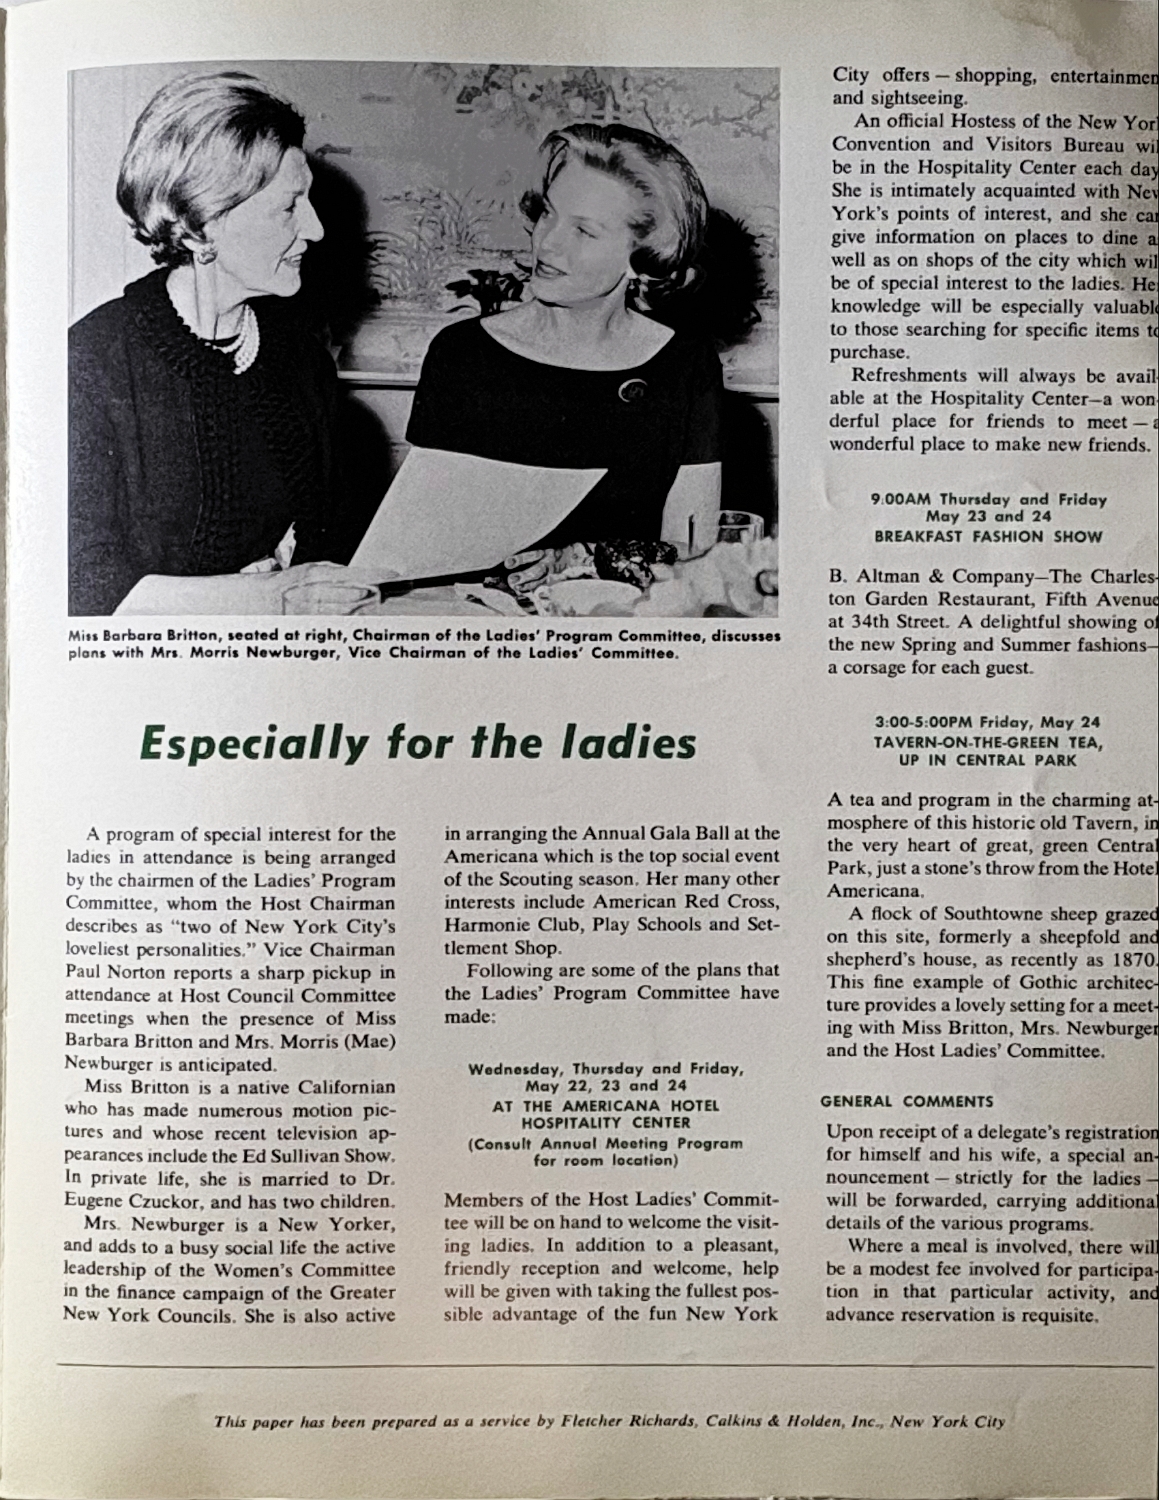 Miss Barbara Britton, seated at right, Chairman of the Ladies' Program Committee, discusses
plans with Mrs. Morris Newburger, Vice Chairman of the Ladies' Committee.
Especially for the ladies
A program of special interest for the
ladies in attendance is being arranged
by the chairmen of the Ladies' Program
Committee, whom the Host Chairman
describes as “two of New York City's
loveliest personalities.” Vice Chairman
Paul Norton reports a sharp pickup in
attendance at Host Council Committee
meetings when the presence of Miss
Barbara Britton and Mrs. Morris (Mae)
Newburger is anticipated.
Miss Britton is a native Californian
who has made numerous motion pic-
tures and whose recent television ap-
pearances include the Ed Sullivan Show.
In private life, she is married to Dr.
Eugene Czuckor, and has two children.
Mrs. Newburger is a New Yorker,
and adds to a busy social life the active
leadership of the Women's Committee
in the finance campaign of the Greater
New York Councils. She is also active
in arranging the Annual Gala Ball at the
Americana which is the top social event
of the Scouting season. Her many other
interests include American Red Cross,
Harmonie Club, Play Schools and Set-
tlement Shop.
Following are some of the plans that
the Ladies' Program Committee have
made:
Wednesday, Thursday and Friday,
May 22, 23 and 24
AT THE AMERICANA HOTEL
HOSPITALITY CENTER
(Consult Annual Meeting Program
for room location)
Members of the Host Ladies' Commit-
tee will be on hand to welcome the visit-
ing ladies. In addition to a pleasant,
friendly reception and welcome, help
will be given with taking the fullest pos-
sible advantage of the fun New York
City offers — shopping, entertainmen
and sightseeing.
An official Hostess of the New Yor
Convention and Visitors Bureau wil
be in the Hospitality Center each day
She is intimately acquainted with Nev
York's points of interest, and she can
give information on places to dine a
well as on shops of the city which wil
be of special interest to the ladies. He
knowledge will be especially valuabl
to those searching for specific items to
purchase.
Refreshments will always be avail-
able at the Hospitality Center—a won-
derful place for friends to meet — a
wonderful place to make new friends.
9:00AM Thursday and Friday
May 23 and 24
BREAKFAST FASHION SHOW
B. Altman & Company—The Charles-
ton Garden Restaurant, Fifth Avenue
at 34th Street. A delightful showing of
the new Spring and Summer fashions—
a corsage for each guest.
3:00-5:00PM Friday, May 24
TAVERN-ON-THE-GREEN TEA,
UP IN CENTRAL PARK
A tea and program in the charming at-
mosphere of this historic old Tavern, in
the very heart of great, green Central
Park, just a stone's throw from the Hotel
Americana.
A flock of Southtowne sheep grazed
on this site, formerly a sheepfold and
shepherd's house, as recently as 1870.
This fine example of Gothic architec-
ture provides a lovely setting for a meet-
ing with Miss Britton, Mrs. Newburger
and the Host Ladies' Committee.
GENERAL COMMENTS
Upon receipt of a delegate's registration
for himself and his wife, a special an-
nouncement — strictly for the ladies —
will be forwarded, carrying additional
details of the various programs.
Where a meal is involved, there will
be a modest fee involved for participa-
tion in that particular activity, and
advance reservation is requisite.
This paper has been prepared as a service by Fletcher Richards, Calkins & Holden, Inc., New York City